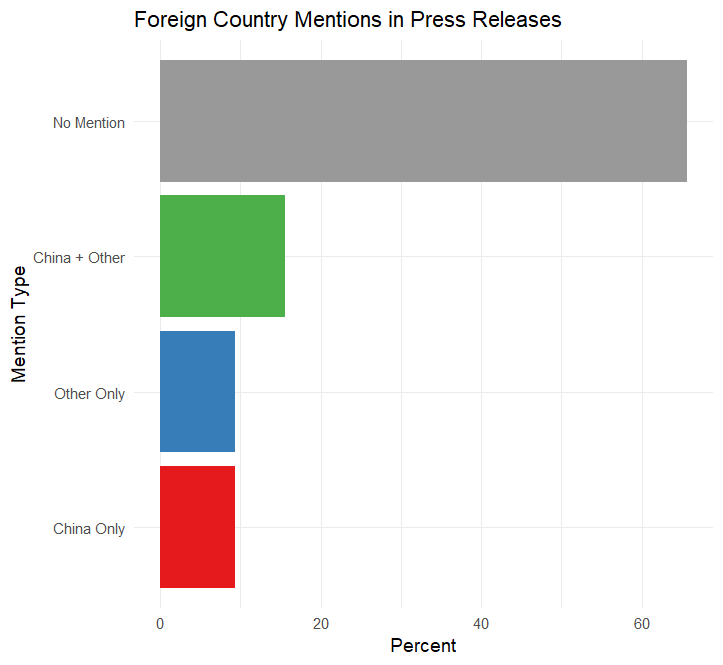 Foreign Country Mentions in Press Releases
No Mention
China + Other
Other Only
China Only
Mention Type
0
20
40
60
Percent